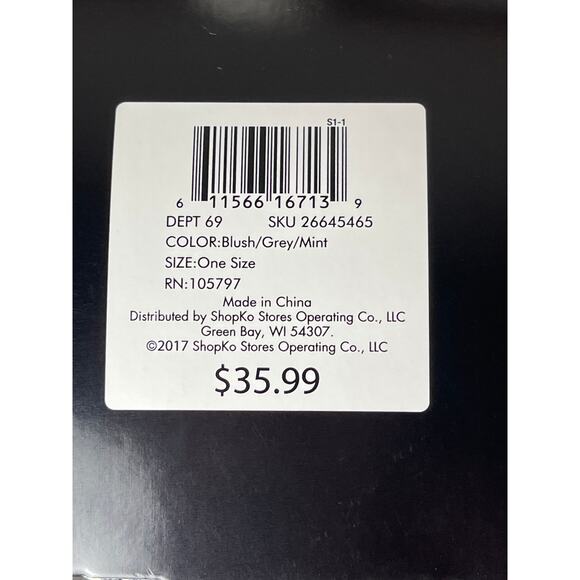 S1-1
6 11566 16713 9
DEPT 69 SKU 26645465
COLOR:Blush/Grey/Mint
SIZE:One Size
RN:105797
Made in China
Distributed by ShopKo Stores Operating Co., LLC
Green Bay, WI 54307.
©2017 ShopKo Stores Operating Co., LLC
$35.99